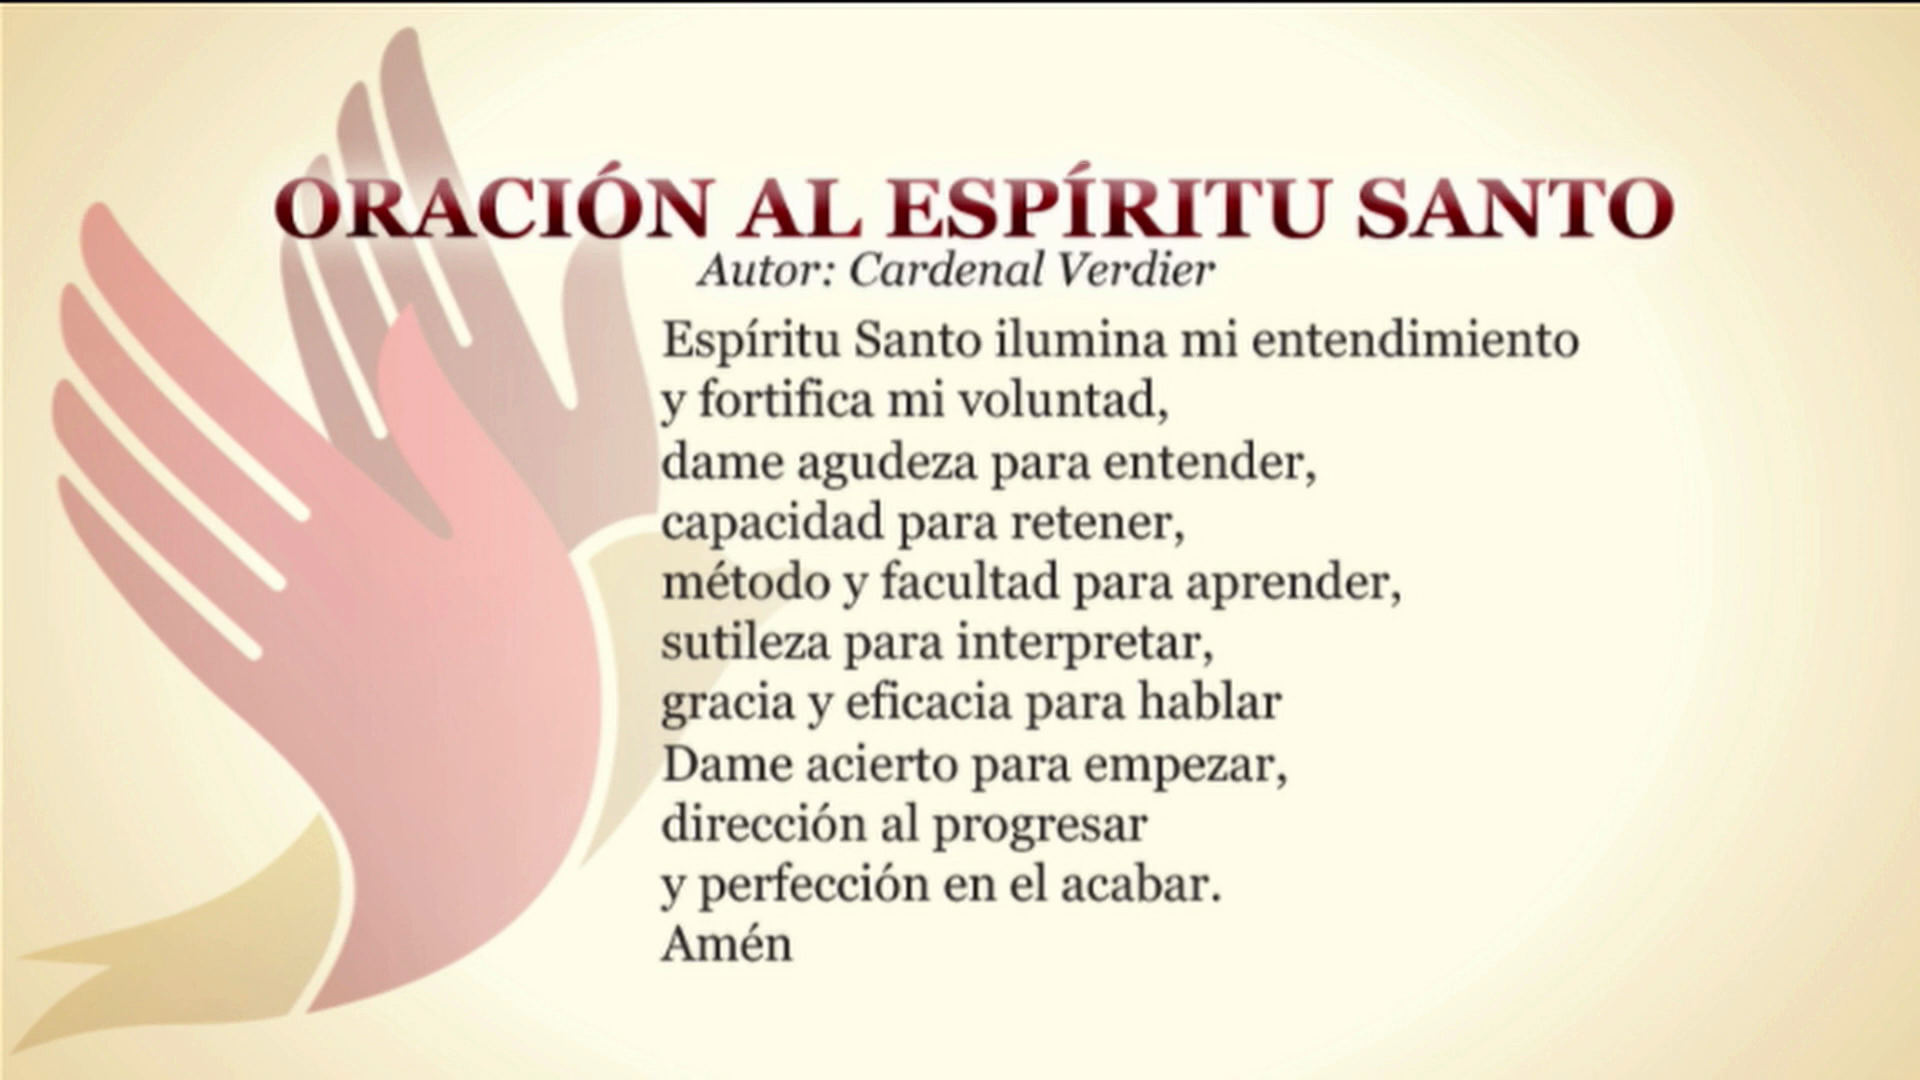 ORACIÓN AL ESPÍRITU SANTO
Autor: Cardenal Verdier
Espíritu Santo ilumina mi entendimiento
y fortifica mi voluntad,
dame agudeza para entender,
capacidad para retener,
método y facultad para aprender,
sutileza para interpretar,
gracia y eficacia para hablar
Dame acierto para empezar,
dirección al progresar
y perfección en el acabar.
Amén